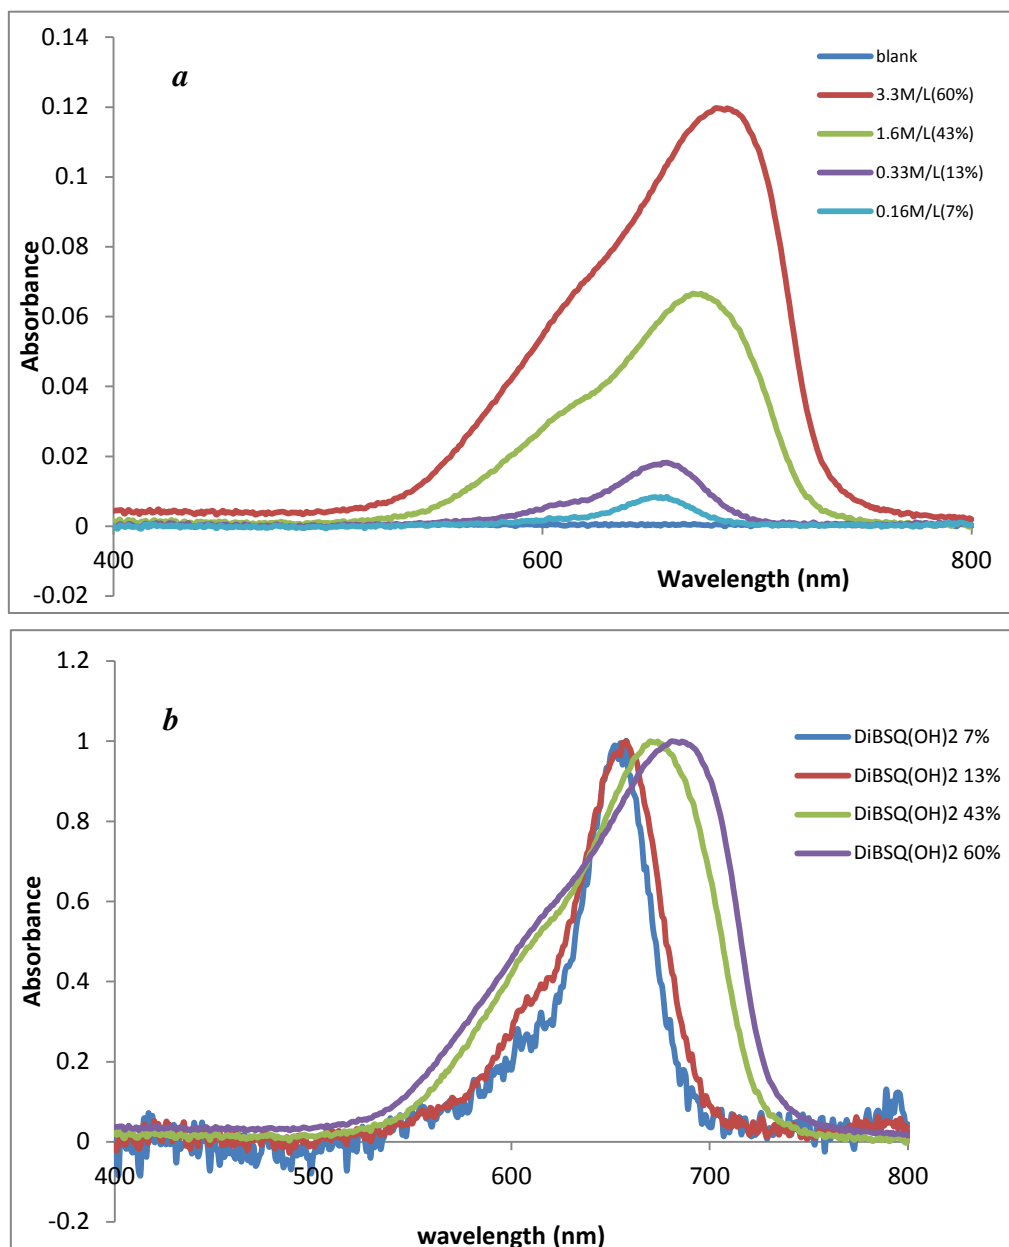 0.14
a
blank
0.12
3.3M/L(60%)
1.6M/L(43%)
0.1
0.33M/L(13%)
0.16M/L(7%)
0.08
Absorbance
0.06
0.04
0.02
0
400
600
800
Wavelength (nm)
-0.02
1.2
b
1
DiBSQ(OH)2 7%
DiBSQ(OH)2 13%
0.8
DiBSQ(OH)2 43%
DiBSQ(OH)2 60%
0.6
Absorbance
0.4
0.2
0
400
500
600
700
800
-0.2
wavelength (nm)